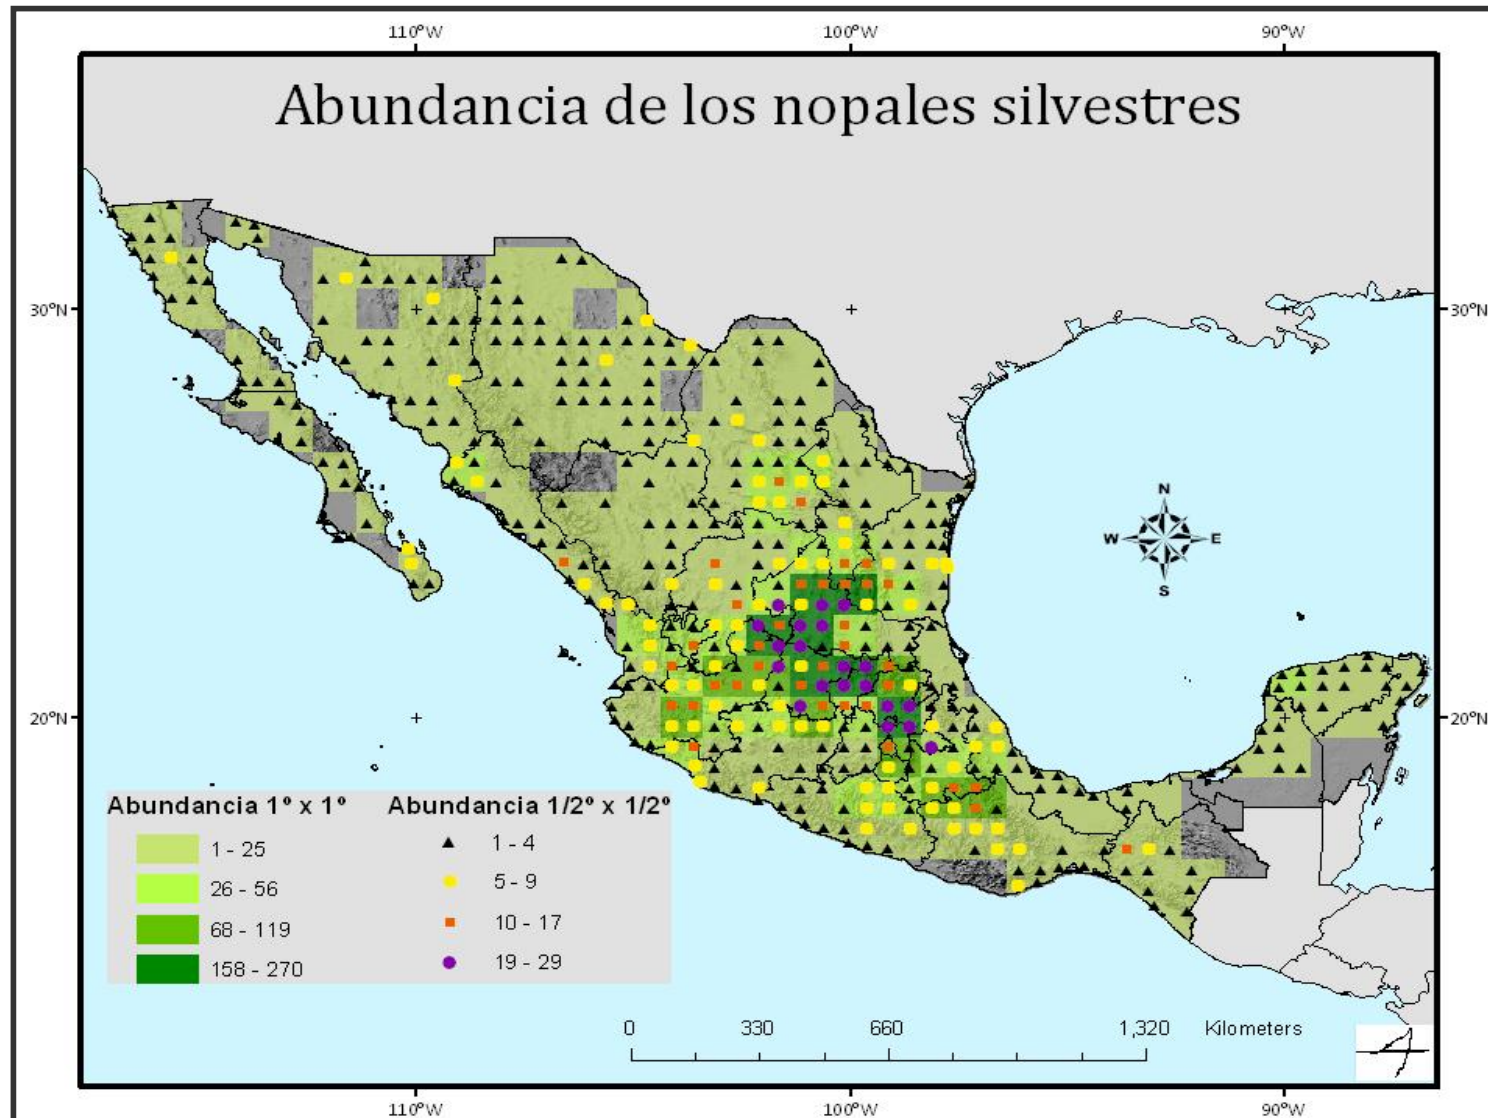 110°W 100°W 90°W
Abundancia de los nopales silvestres
30°N 30°N
N
W E
S
20°N 20°N
Abundancia 1º x 1º Abundancia 1/2º x 1/2º
1 - 25 1 - 4
26 - 56 5 - 9
68 - 119 10 - 17
158 - 270 19 - 29
0 330 660 1,320 Kilometers
110°W 100°W 90°W